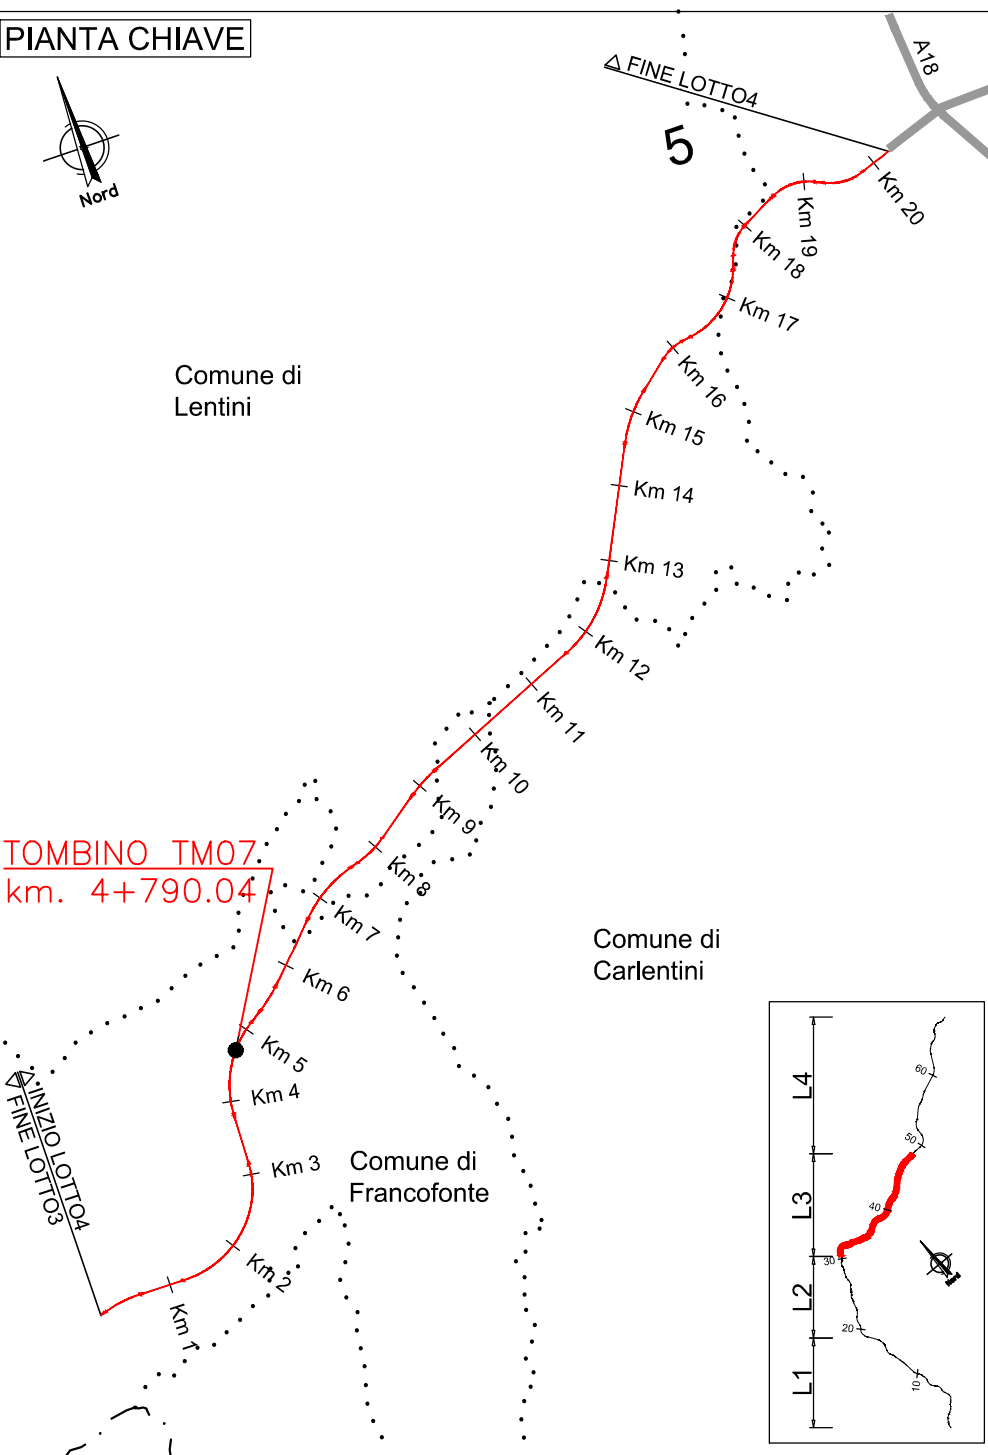 PIANTA CHIAVE
Nord
FINE LOTTO4
A18
5
Km 20
Km 19
Km 18
Km 17
Km 16
Km 15
Km 14
Km 13
Km 12
Km 11
Km 10
Km 9
Km 8
Km 7
Km 6
Km 5
Km 4
Km 3
Km 2
Km 1
Comune di
Lentini
TOMBINO TM07
km. 4+790.04
Comune di
Carlentini
INIZIO LOTTO4
FINE LOTTO3
Comune di
Francofonte
L4
L3
L2
L1
60
50
40
30
20
10